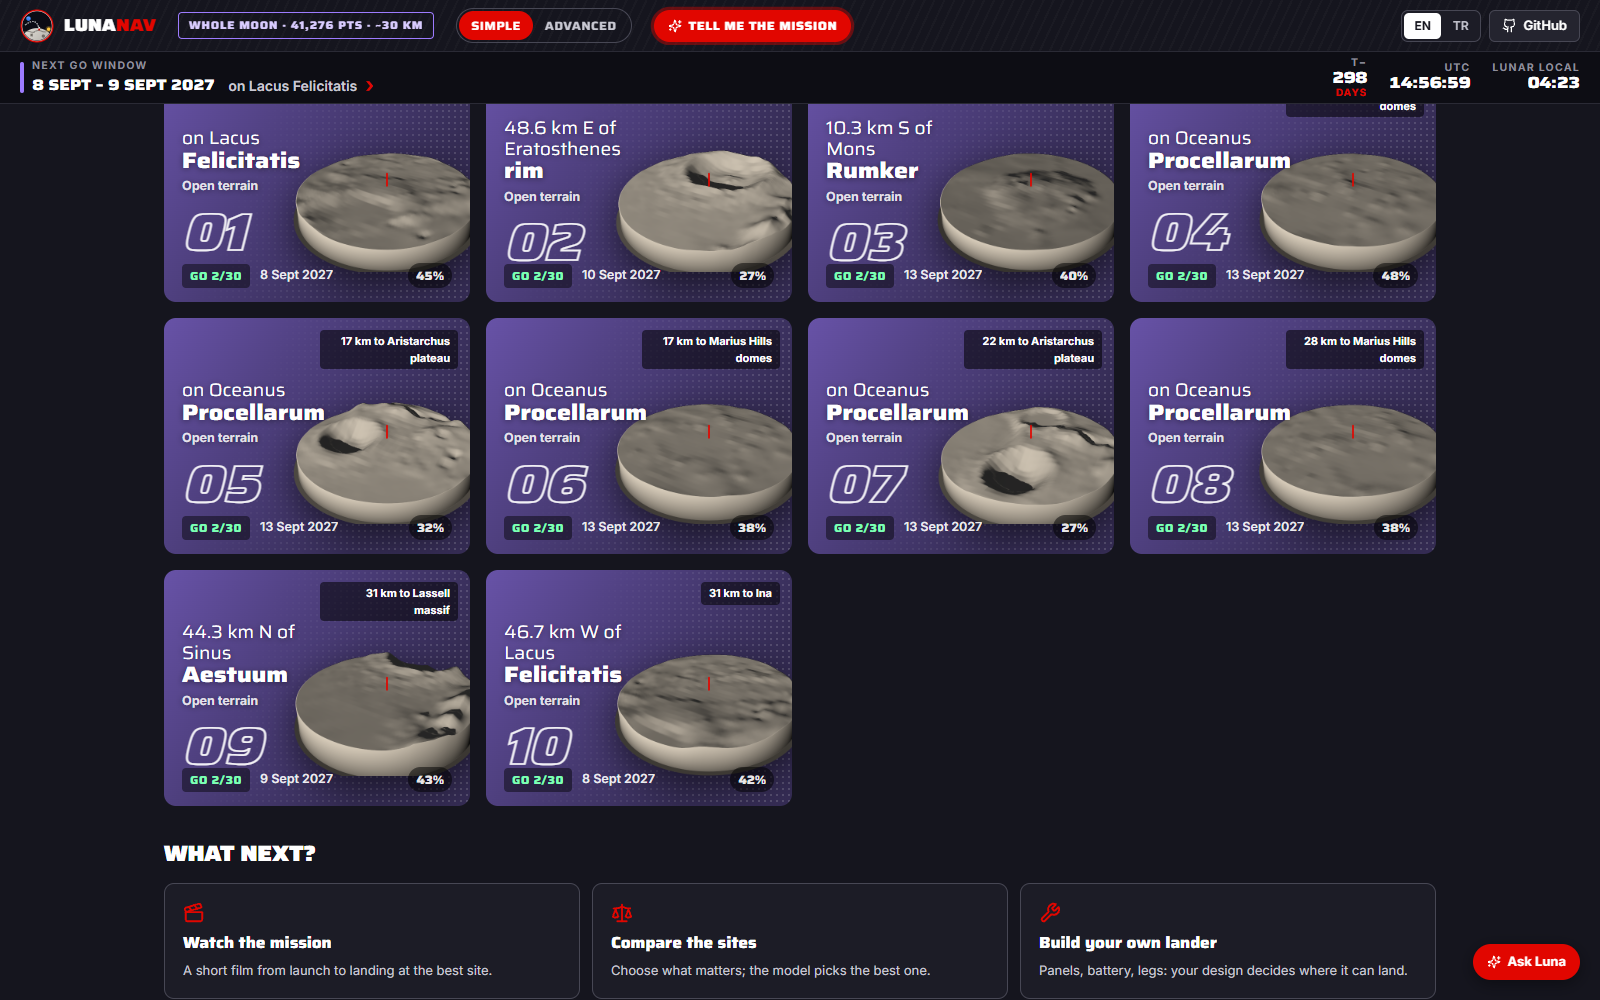 LUNANAV
WHOLE MOON · 41,276 PTS · ~30 KM
SIMPLE
ADVANCED
TELL ME THE MISSION
EN
TR
GitHub
NEXT GO WINDOW
8 SEPT – 9 SEPT 2027
on Lacus Felicitatis
T−
298
DAYS
UTC
14:56:59
LUNAR LOCAL
04:23
on Lacus
Felicitatis
Open terrain
01
GO 2/30
8 Sept 2027
45%
48.6 km E of
Eratosthenes
rim
Open terrain
02
GO 2/30
10 Sept 2027
27%
10.3 km S of
Mons
Rumker
Open terrain
03
GO 2/30
13 Sept 2027
40%
domes
on Oceanus
Procellarum
Open terrain
04
GO 2/30
13 Sept 2027
48%
17 km to Aristarchus
plateau
on Oceanus
Procellarum
Open terrain
05
GO 2/30
13 Sept 2027
32%
17 km to Marius Hills
domes
on Oceanus
Procellarum
Open terrain
06
GO 2/30
13 Sept 2027
38%
22 km to Aristarchus
plateau
on Oceanus
Procellarum
Open terrain
07
GO 2/30
13 Sept 2027
27%
28 km to Marius Hills
domes
on Oceanus
Procellarum
Open terrain
08
GO 2/30
13 Sept 2027
38%
31 km to Lassell
massif
44.3 km N of
Sinus
Aestuum
Open terrain
09
GO 2/30
9 Sept 2027
43%
31 km to Ina
46.7 km W of
Lacus
Felicitatis
Open terrain
10
GO 2/30
8 Sept 2027
42%
WHAT NEXT?
Watch the mission
A short film from launch to landing at the best site.
Compare the sites
Choose what matters; the model picks the best one.
Build your own lander
Panels, battery, legs: your design decides where it can land.
Ask Luna